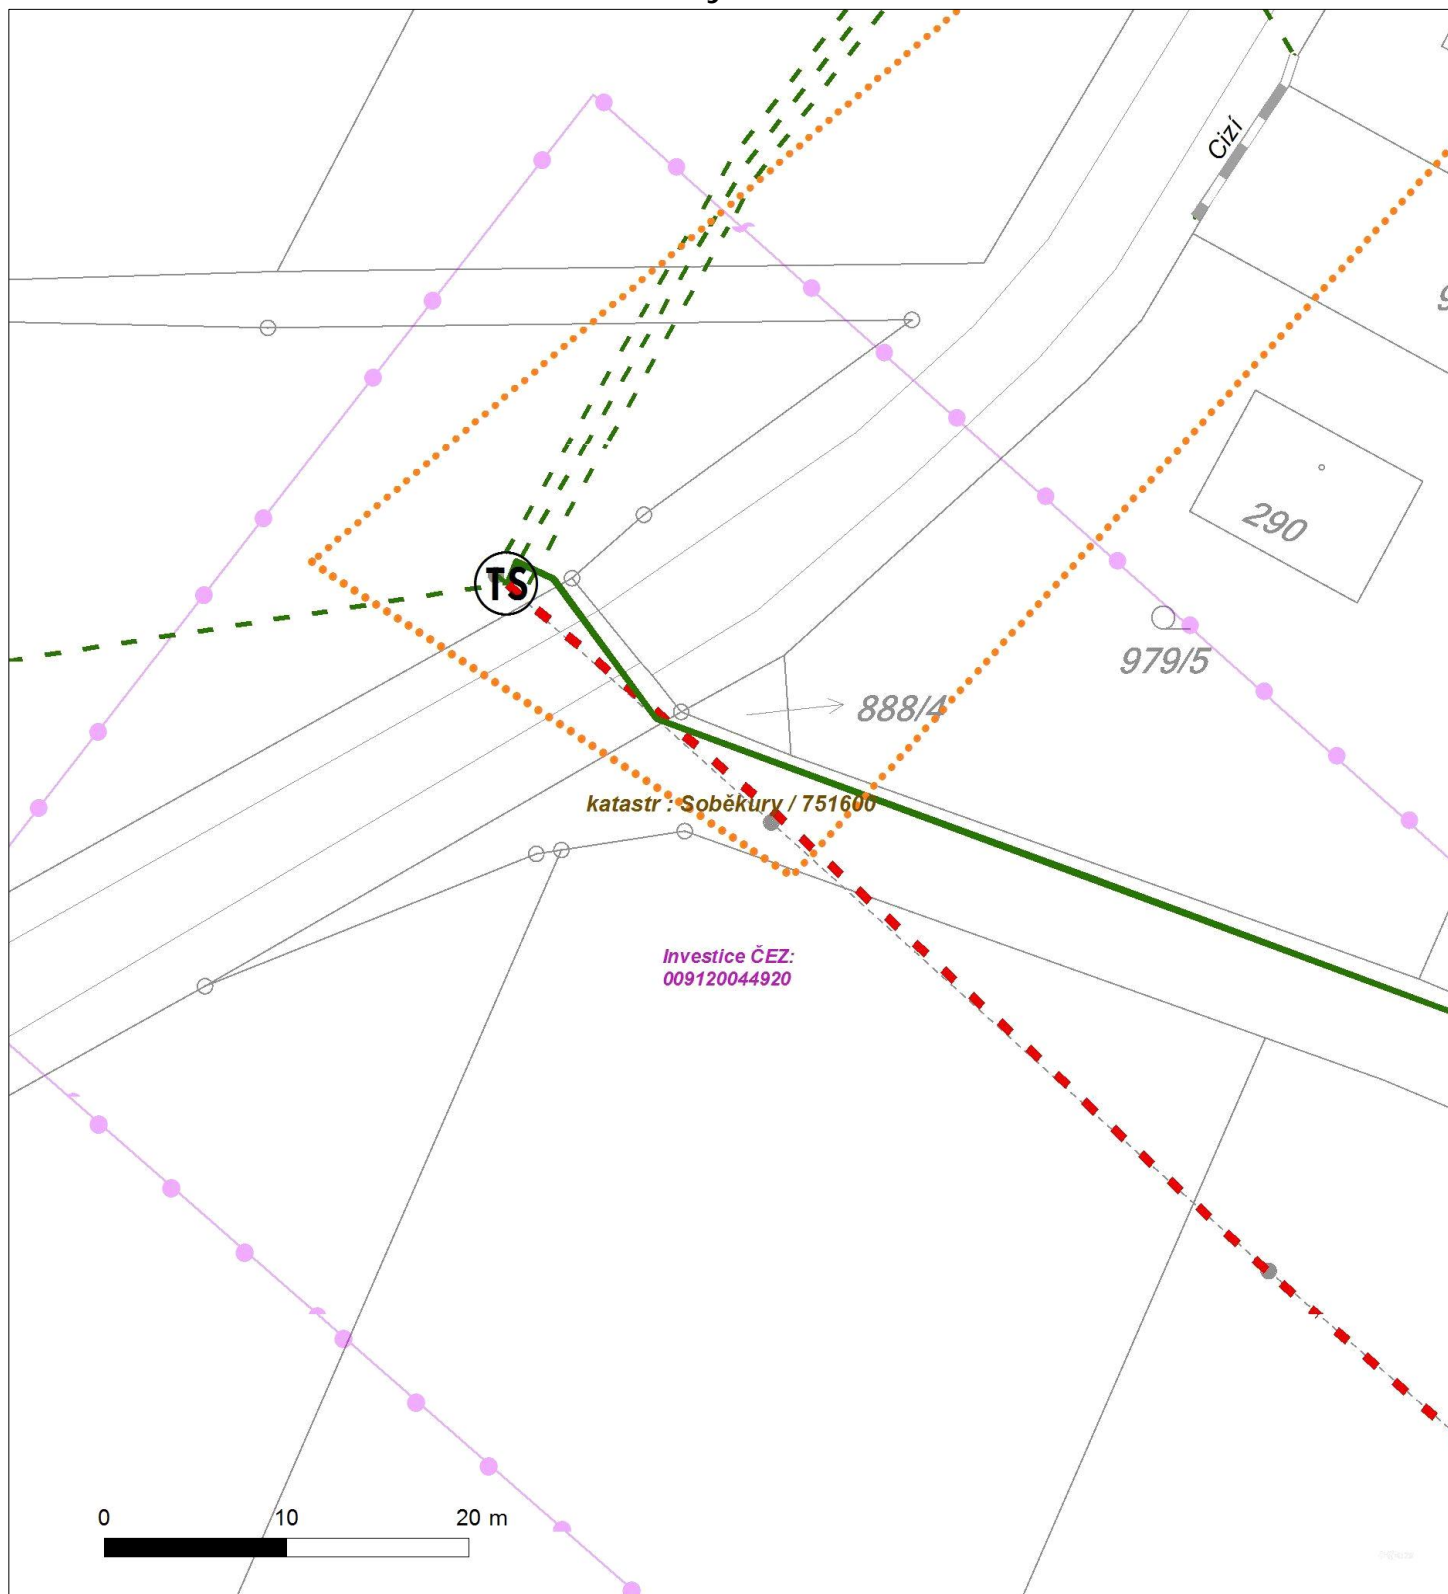 Cizí
290
TS
979/5
888/4
katastr : Soběkury / 751600
Investice ČEZ:
009120044920
0 10 20 m